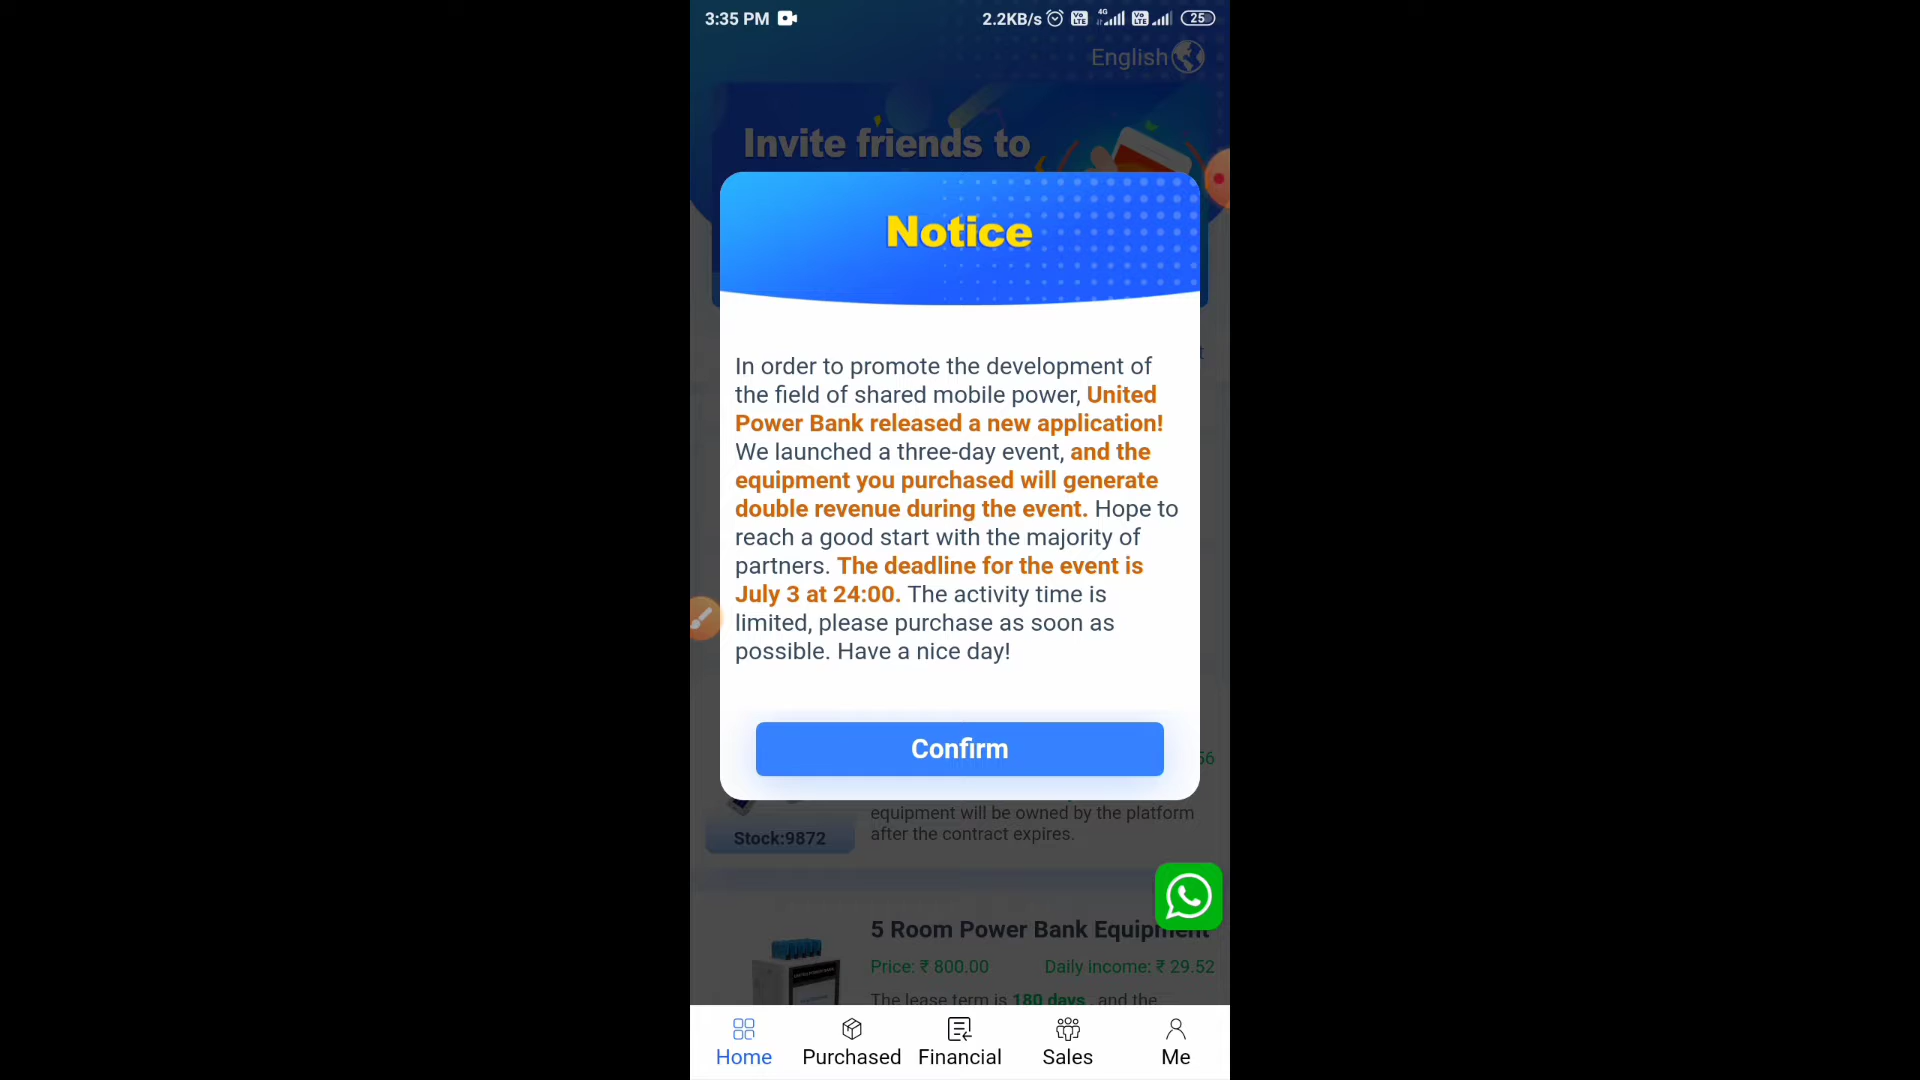 3:35 PM 2.2KB/s 4G 25
English
Invite friends to
Notice
In order to promote the development of
the field of shared mobile power, United
Power Bank released a new application!
We launched a three-day event, and the
equipment you purchased will generate
double revenue during the event. Hope to
reach a good start with the majority of
partners. The deadline for the event is
July 3 at 24:00. The activity time is
limited, please purchase as soon as
possible. Have a nice day!
Confirm
56
equipment will be owned by the platform
after the contract expires.
Stock:9872
5 Room Power Bank Equipment
Price: ₹ 800.00 Daily Income: ₹ 29.52
The lease term is 180 days , and the
Home Purchased Financial Sales Me